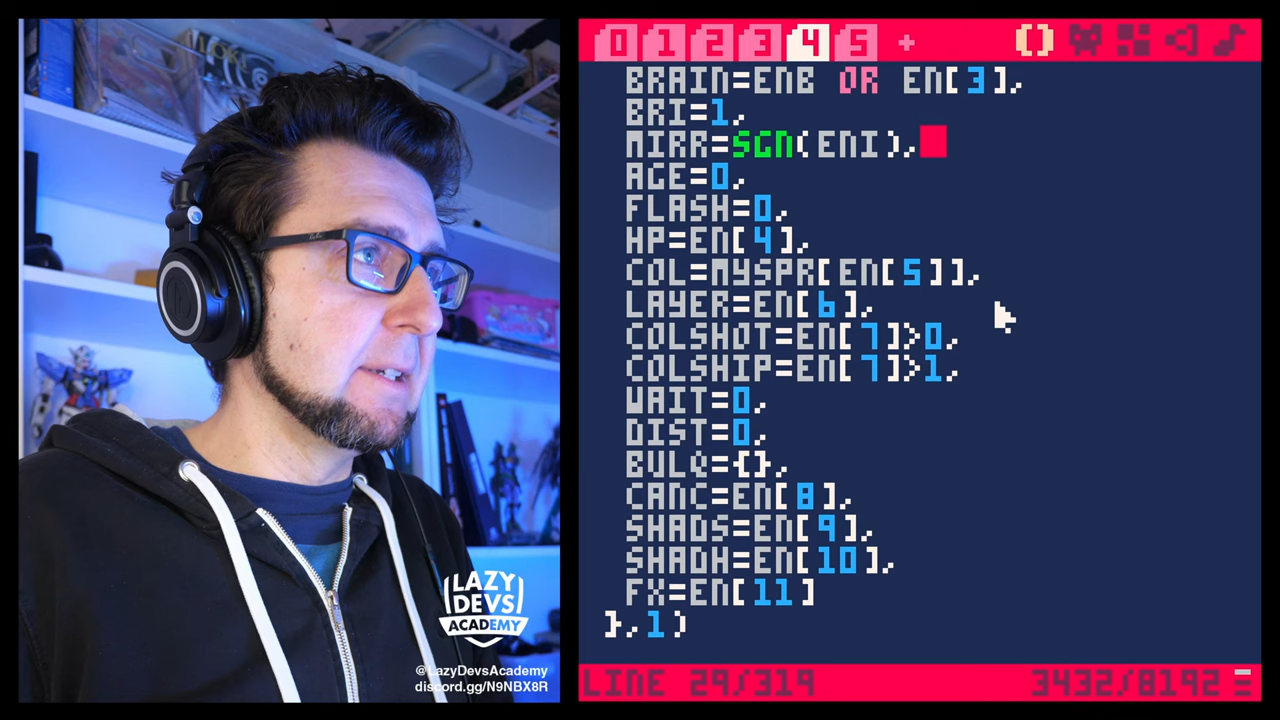 0 1 2 3 4 5 +
BRAIN=ENB OR EN[3],
BRI=1,
MIRR=SGN(ENI),
AGE=0,
FLASH=0,
HP=EN[4],
COL=MYSPR[EN[5]],
LAYER=EN[6],
COLSHOT=EN[7]>0,
COLSHIP=EN[7]>1,
WAIT=0,
DIST=0,
BULQ={},
CANC=EN[8],
SHADS=EN[9],
SHADH=EN[10],
FX=EN[11]
},1)
LINE 29/319 3432/8192
LOKI
LAZY
DEVS
ACADEMY
@LazyDevsAcademy
discord.gg/N9NBX8R